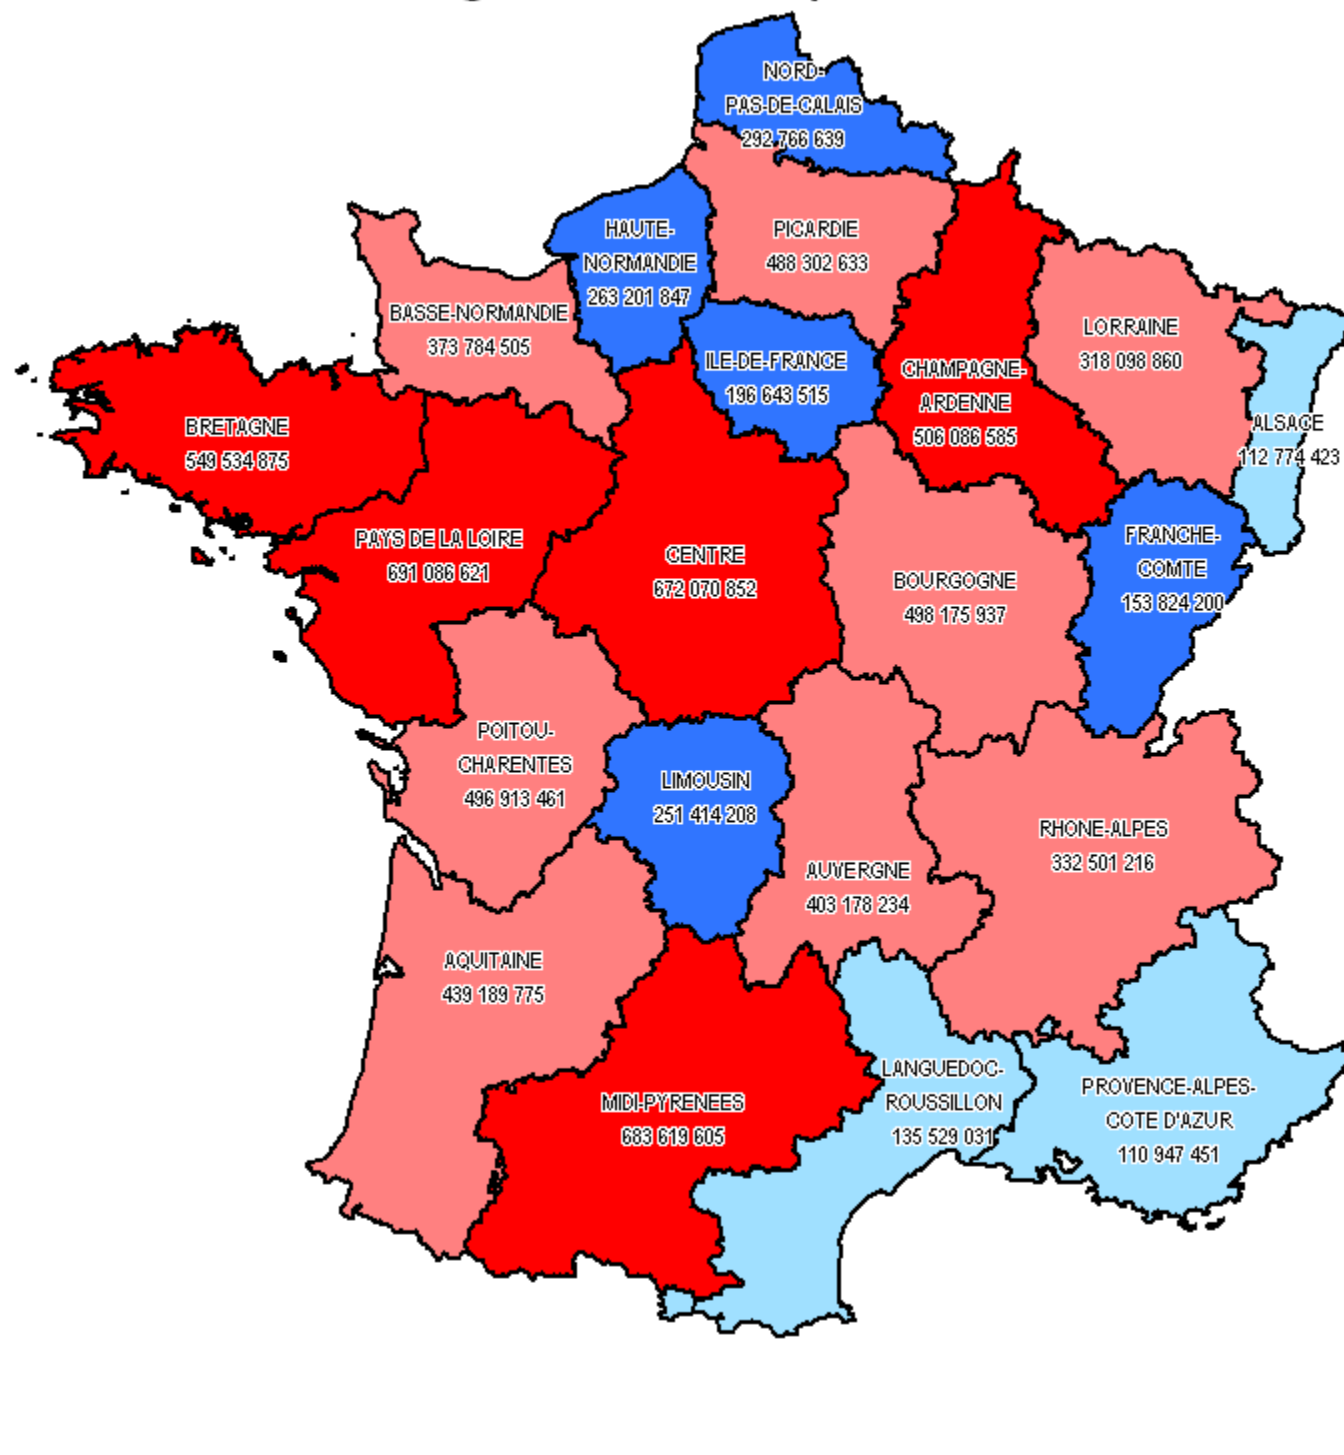 NORD-
PAS-DE-CALAIS
292 766 639
HAUTE-
NORMANDIE
263 201 847
PICARDIE
488 302 633
BASSE-NORMANDIE
373 784 505
ILE-DE-FRANCE
196 643 515
CHAMPAGNE-
ARDENNE
506 086 585
LORRAINE
318 098 860
ALSACE
112 774 423
BRETAGNE
549 534 875
PAYS DE LA LOIRE
691 086 621
CENTRE
672 070 852
BOURGOGNE
498 175 937
FRANCHE-
COMTE
153 824 200
POITOU-
CHARENTES
496 913 461
LIMOUSIN
251 414 208
AUVERGNE
403 178 234
RHONE-ALPES
332 501 216
AQUITAINE
439 189 775
MIDI-PYRENEES
683 619 605
LANGUEDOC-
ROUSSILLON
135 529 031
PROVENCE-ALPES-
COTE D'AZUR
110 947 451